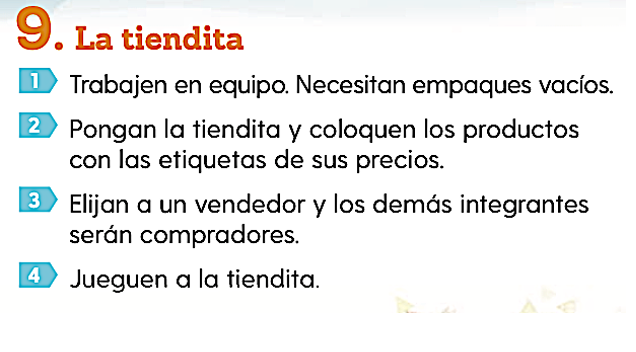 9. La tiendita
1 Trabajen en equipo. Necesitan empaques vacíos.
2 Pongan la tiendita y coloquen los productos
con las etiquetas de sus precios.
3 Elijan a un vendedor y los demás integrantes
serán compradores.
4 Jueguen a la tiendita.